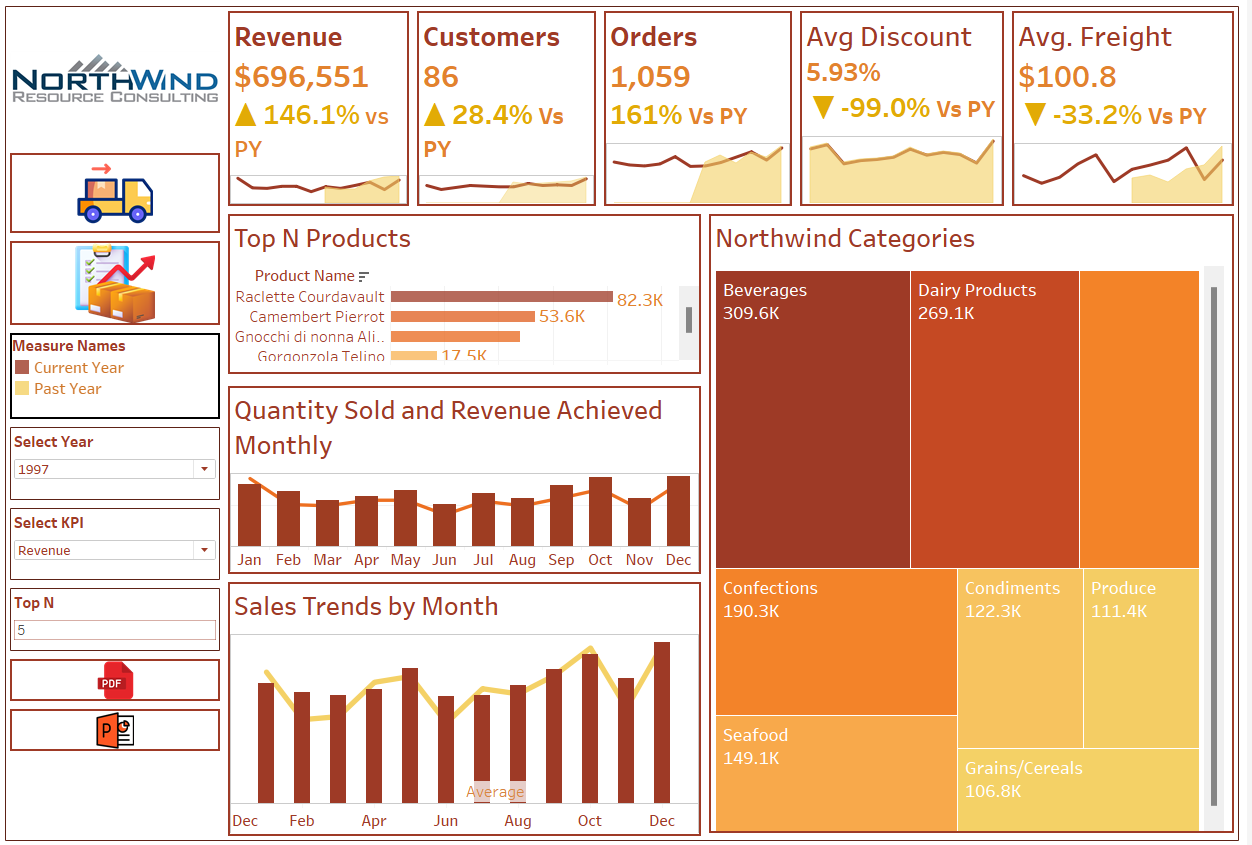 NORTHWIND
RESOURCE CONSULTING
Measure Names
Current Year
Past Year
Select Year
1997
Select KPI
Revenue
Top N
5
PDF
P
Revenue
$696,551
▲ 146.1% vs
PY
Customers
86
▲ 28.4% Vs
PY
Orders
1,059
161% Vs PY
Avg Discount
5.93%
▼ -99.0% Vs PY
Avg. Freight
$100.8
▼ -33.2% Vs PY
Top N Products
Product Name
Raclette Courdavault
82.3K
Camembert Pierrot
53.6K
Gnocchi di nonna Ali..
Gorgonzola Telino
17.5K
Quantity Sold and Revenue Achieved
Monthly
Jan Feb Mar Apr May Jun Jul Aug Sep Oct Nov Dec
Sales Trends by Month
Average
Dec Feb Apr Jun Aug Oct Dec
Northwind Categories
Beverages
309.6K
Dairy Products
269.1K
Confections
190.3K
Condiments
122.3K
Produce
111.4K
Seafood
149.1K
Grains/Cereals
106.8K